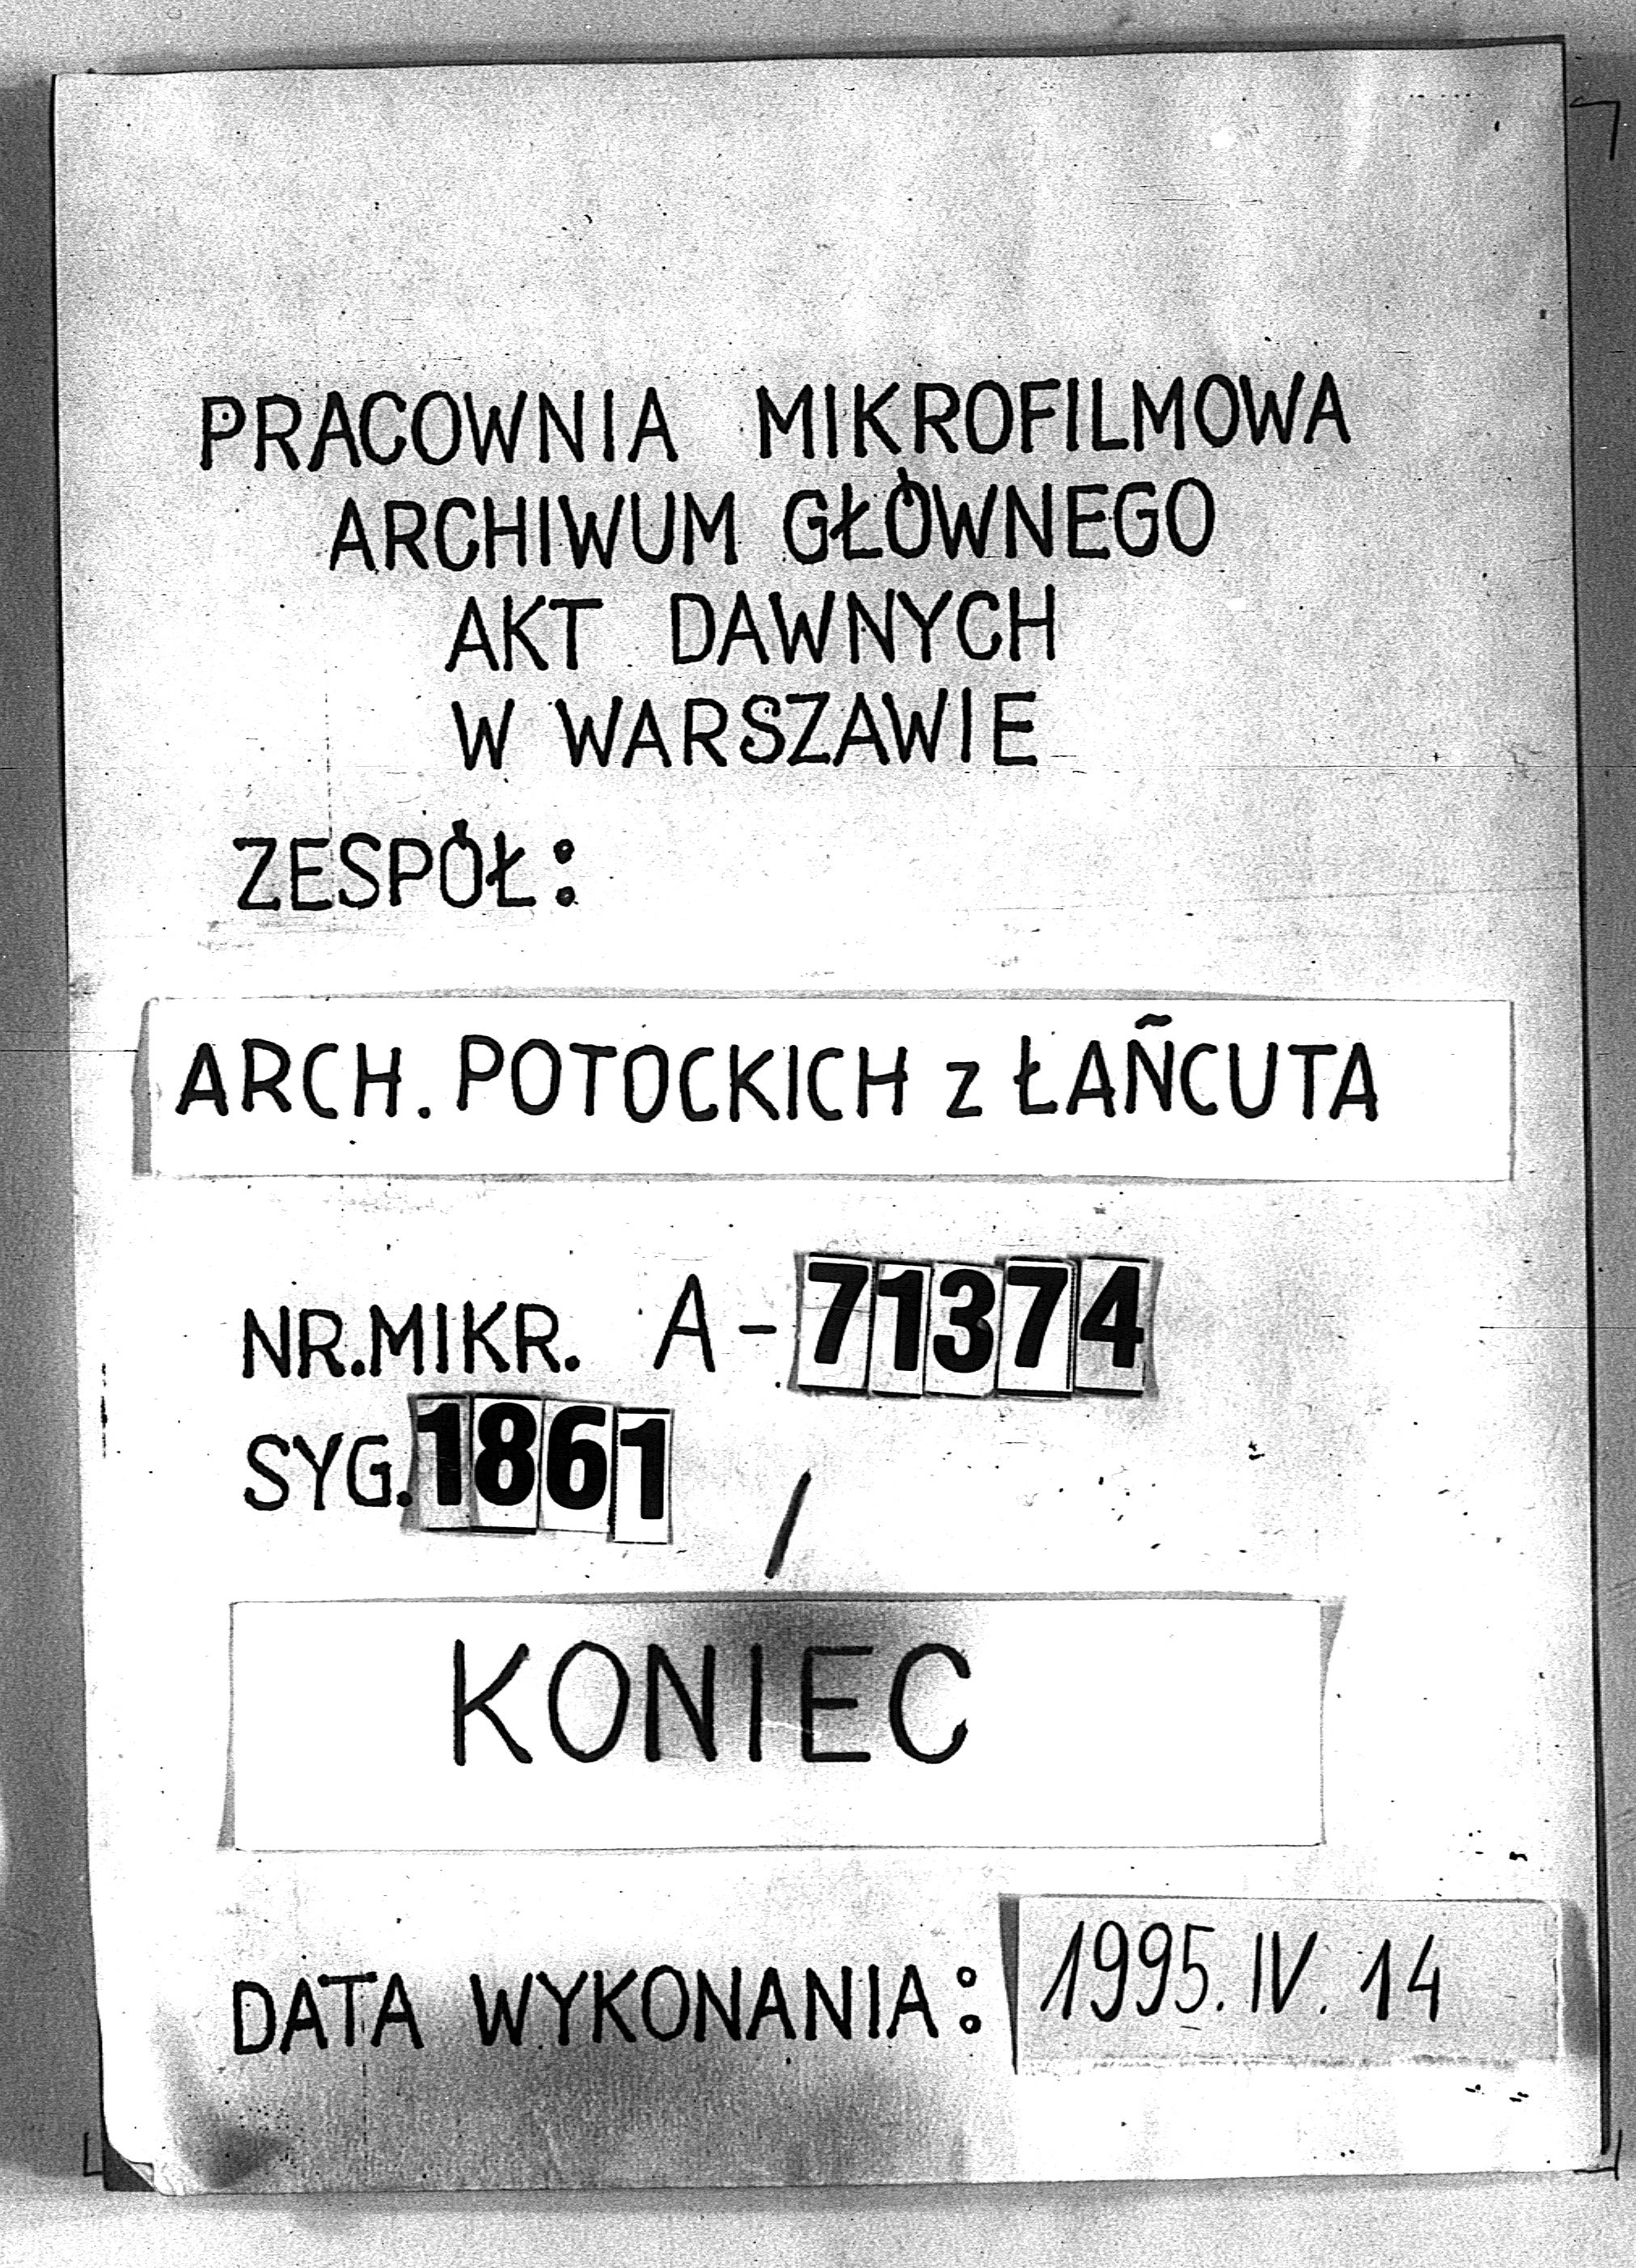 PRACOWNIA MIKROFILMOWA
ARCHIWUM GŁÓWNEGO
AKT DAWNYCH
W WARSZAWIE
ZESPÓŁ:
ARCH. POTOCKICH z ŁAÑCUTA
NR.MIKR. A-71374
SYG.1861 /
KONIEC
DATA WYKONANIA: 1995.IV.14